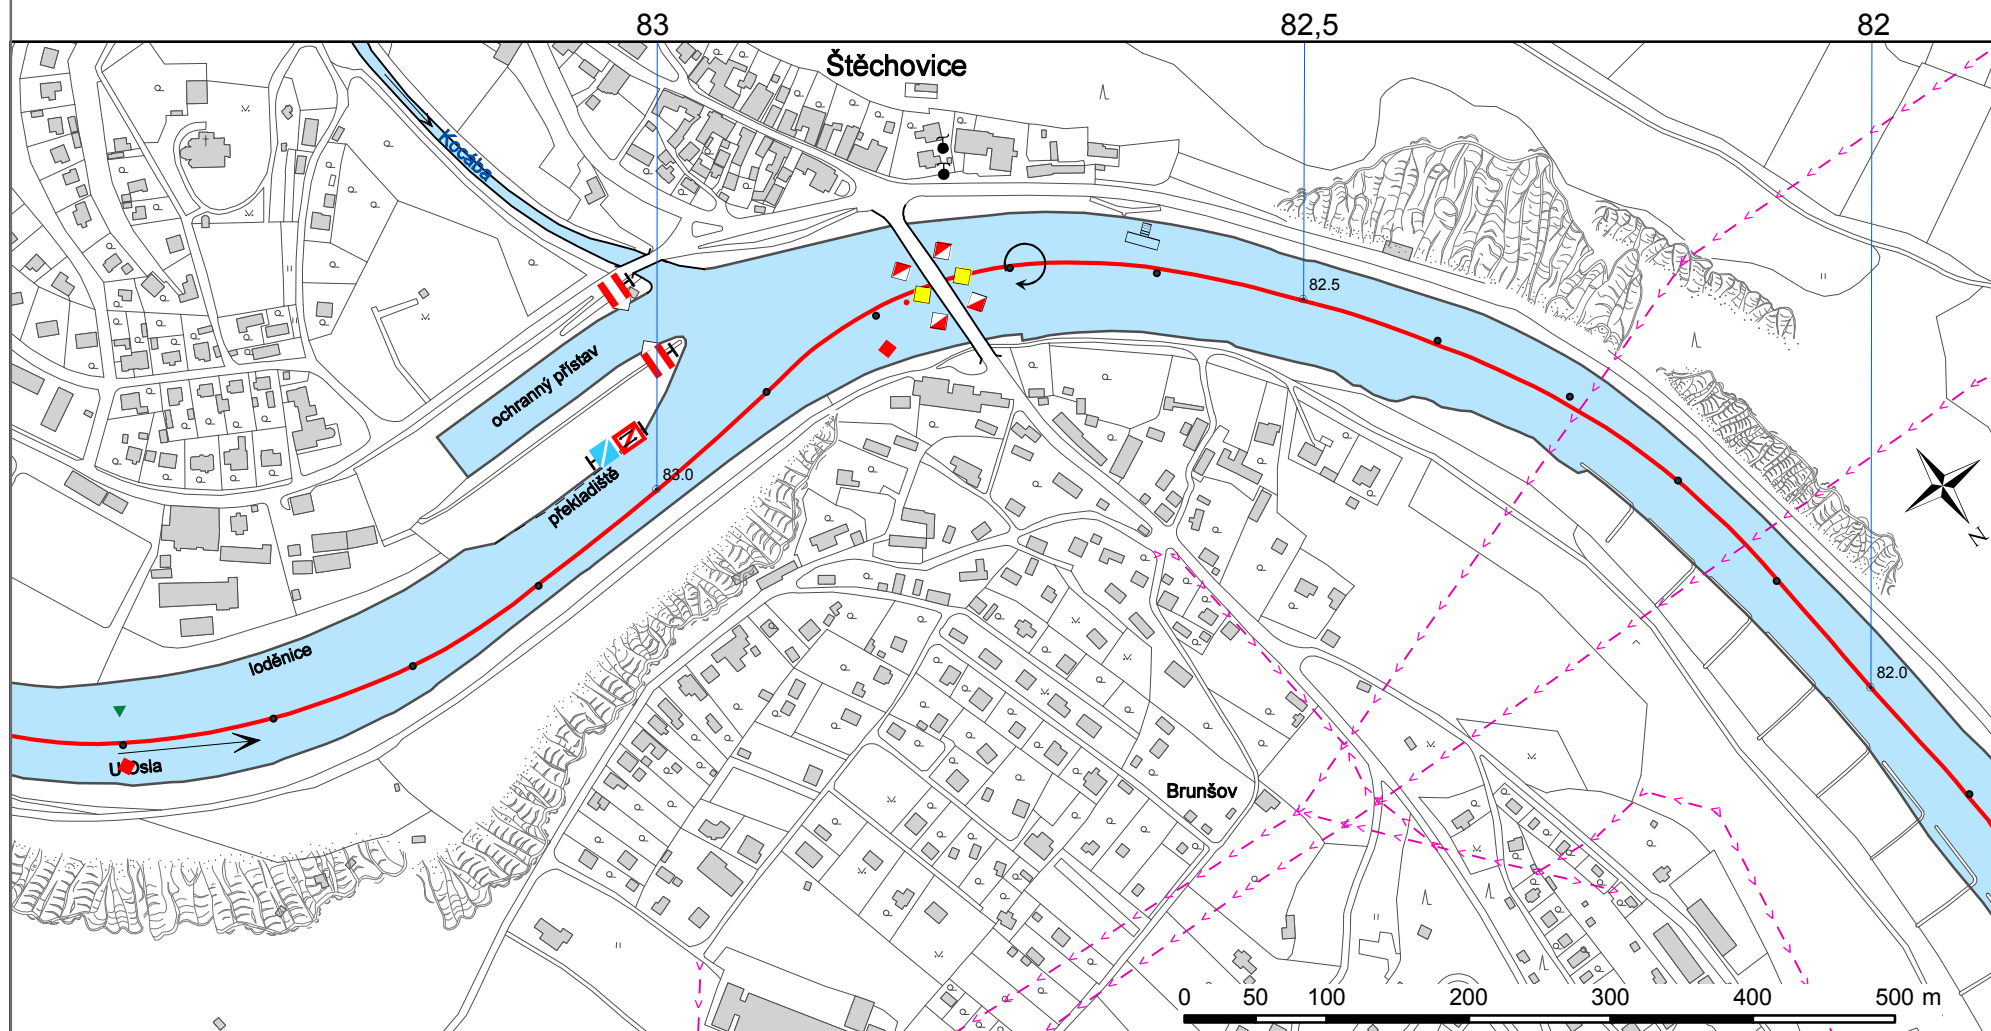 83
82,5
82
Štěchovice
Kocába
82.5
ochranný přístav
83.0
překladiště
N
loděnice
82.0
U Osla
Brunšov
0 50 100 200 300 400 500 m